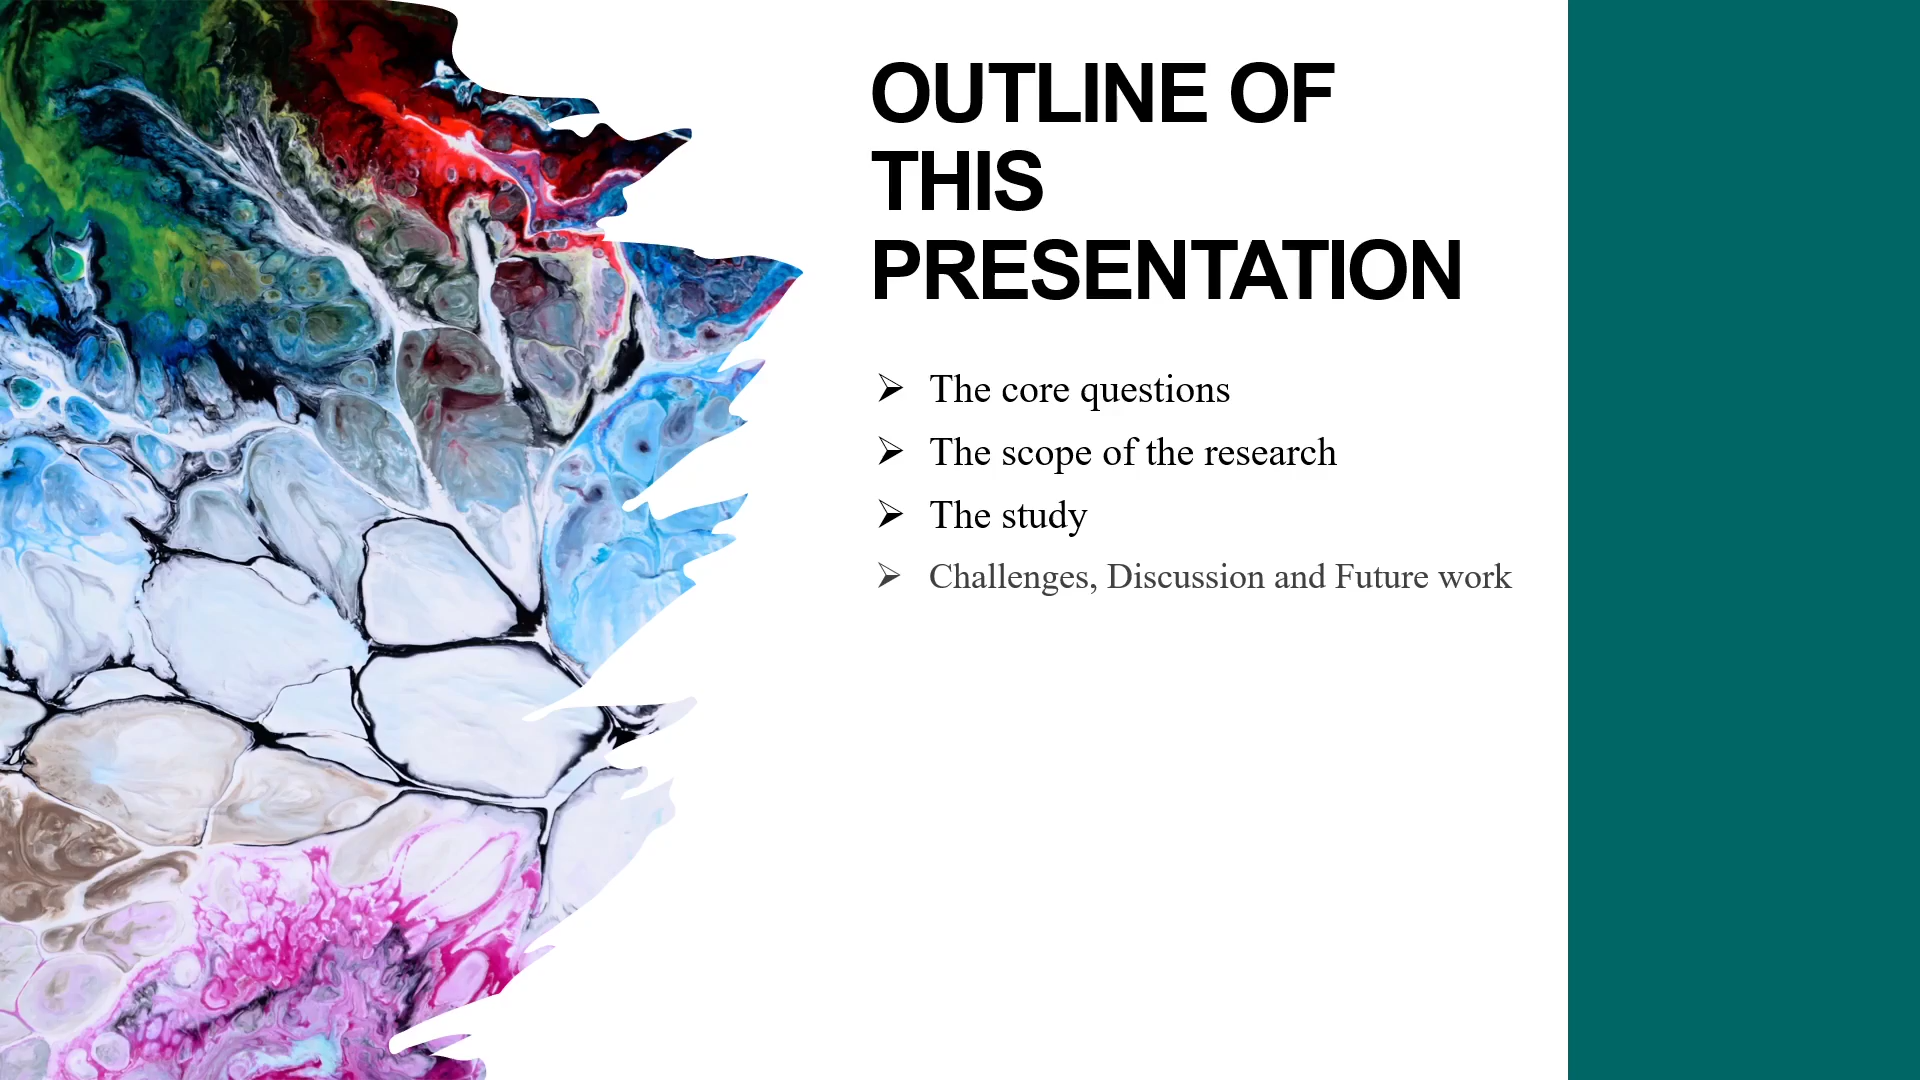 OUTLINE OF
THIS
PRESENTATION
➢ The core questions
➢ The scope of the research
➢ The study
➢ Challenges, Discussion and Future work